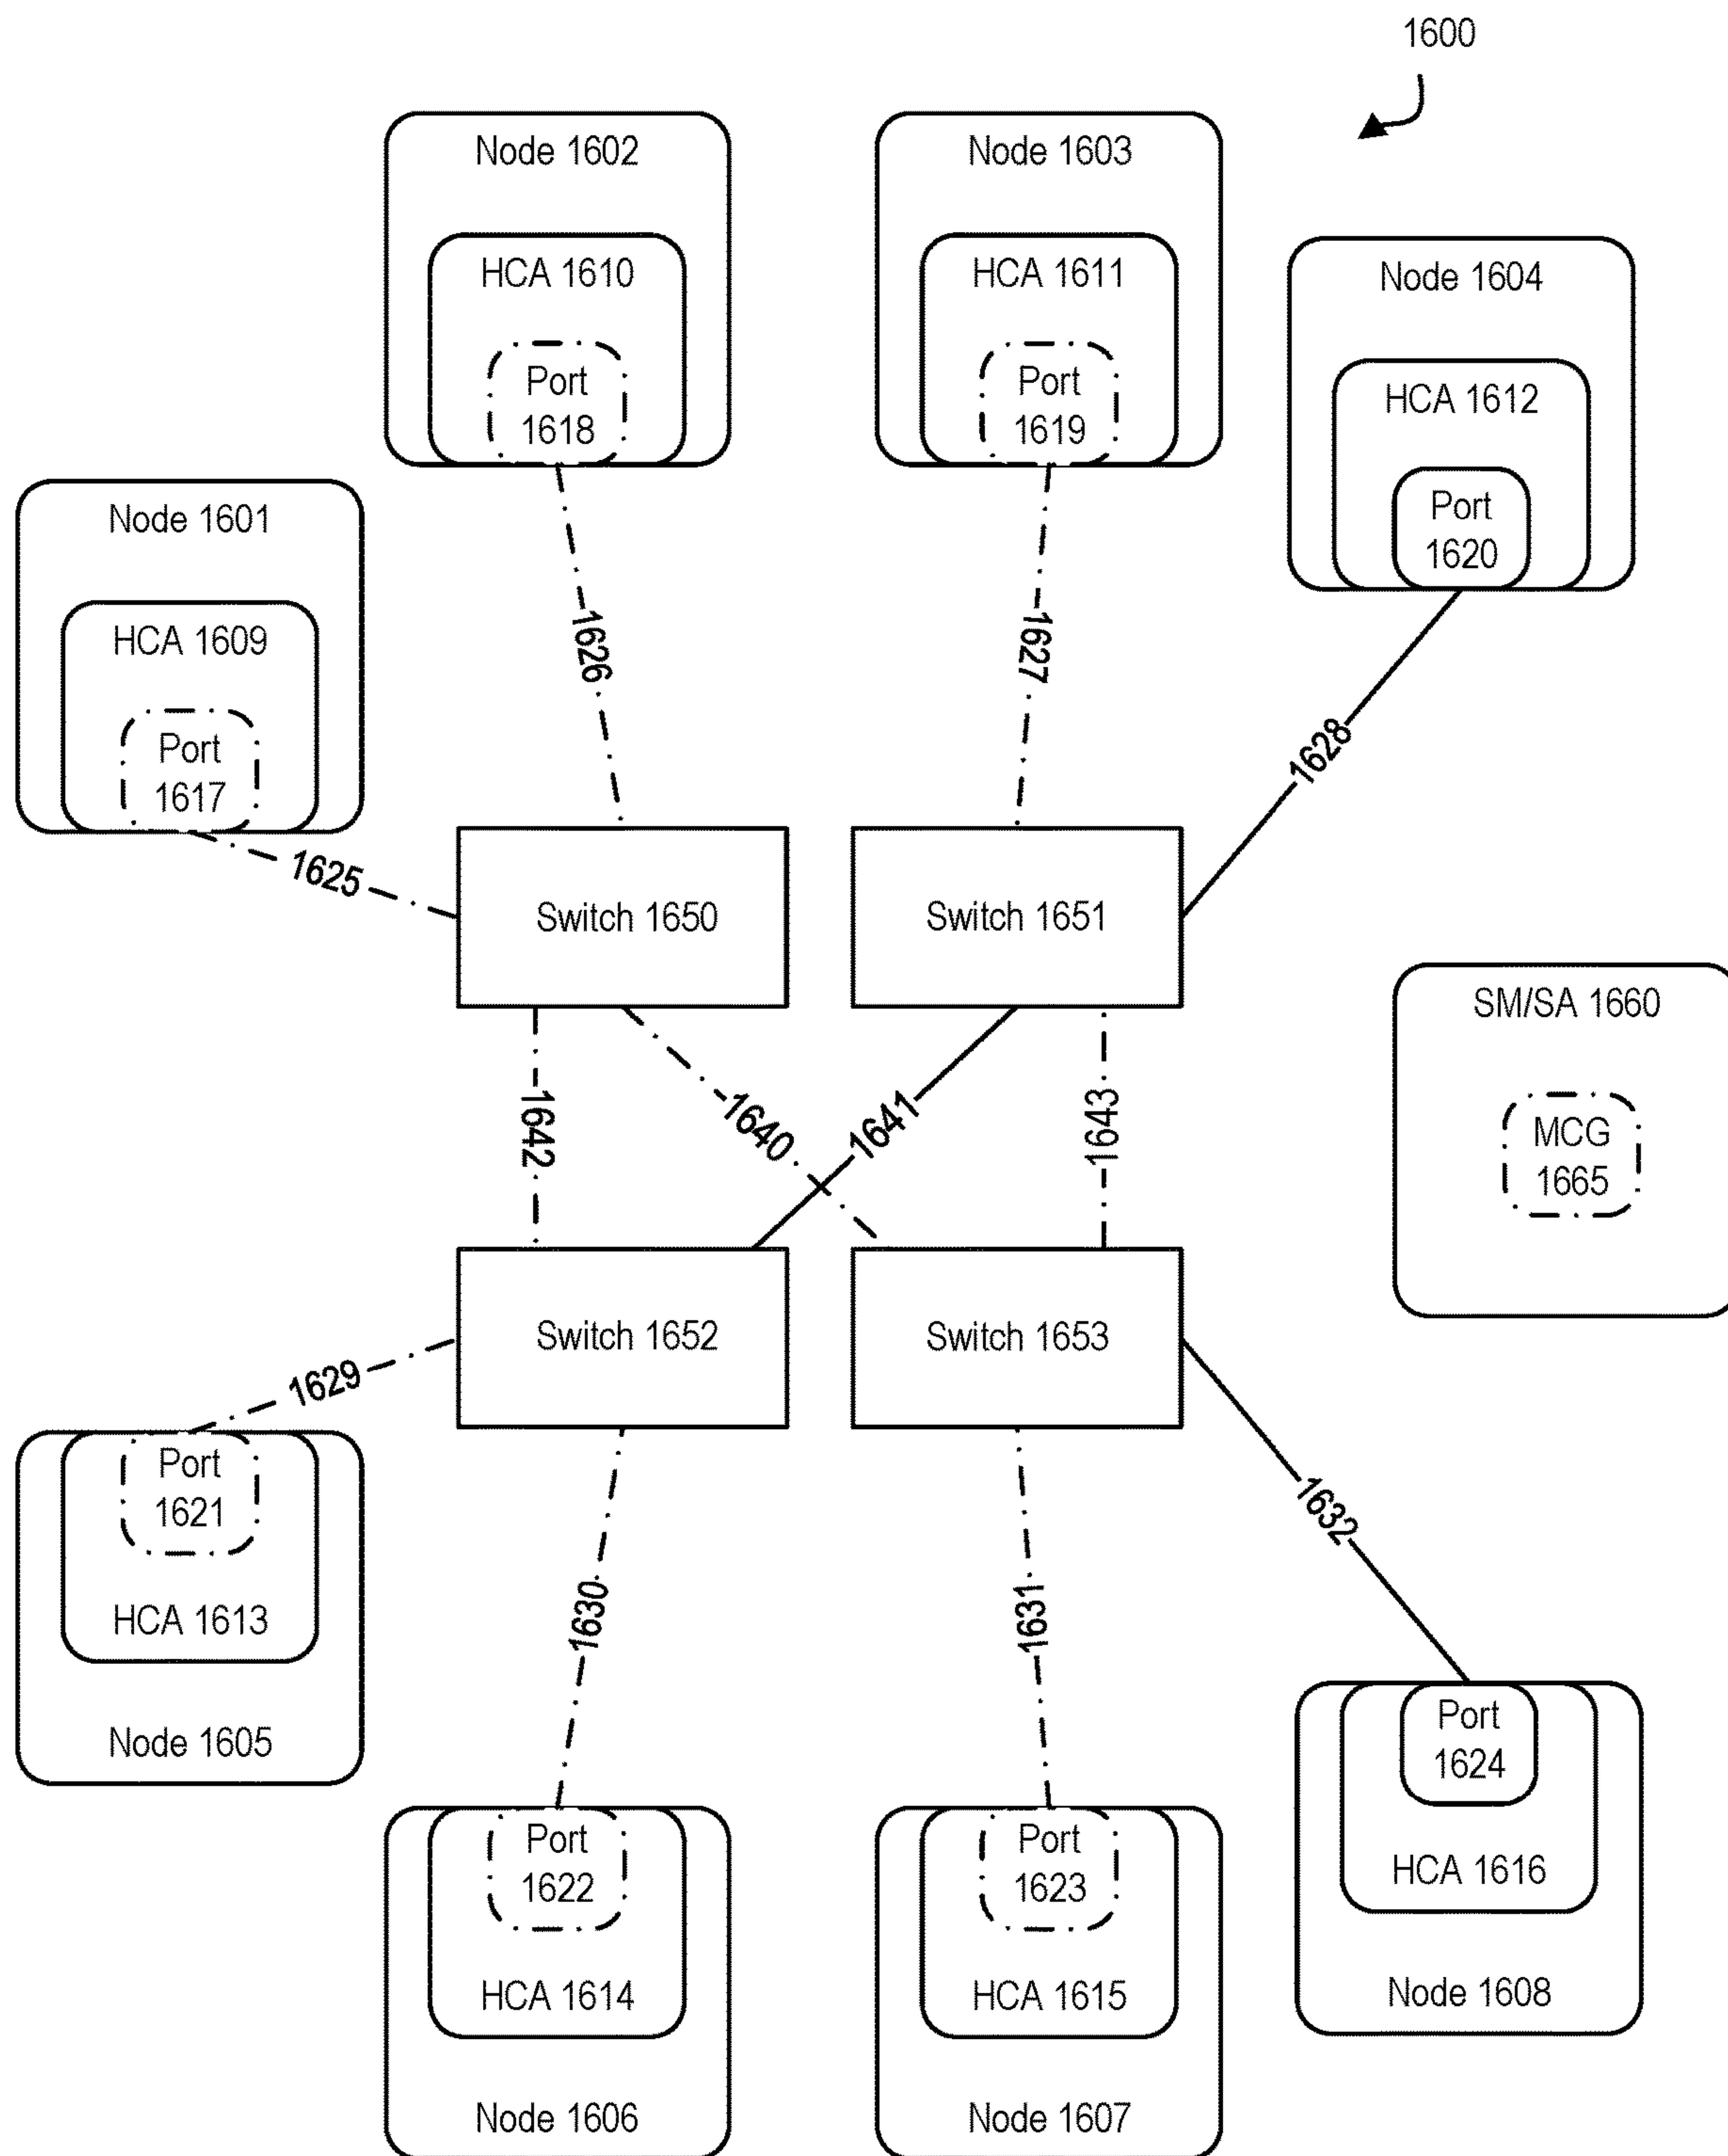 1600
Node 1602
HCA 1610
Port
1618
Node 1603
HCA 1611
Port
1619
Node 1604
HCA 1612
Port
1620
Node 1601
HCA 1609
Port
1617
1626
1627
1628
1625
Switch 1650
Switch 1651
SM/SA 1660
MCG
1665
1642
1640
1641
1643
Switch 1652
Switch 1653
1629
Port
1621
HCA 1613
Node 1605
1630
1631
1632
Port
1624
HCA 1616
Node 1608
Port
1622
HCA 1614
Node 1606
Port
1623
HCA 1615
Node 1607